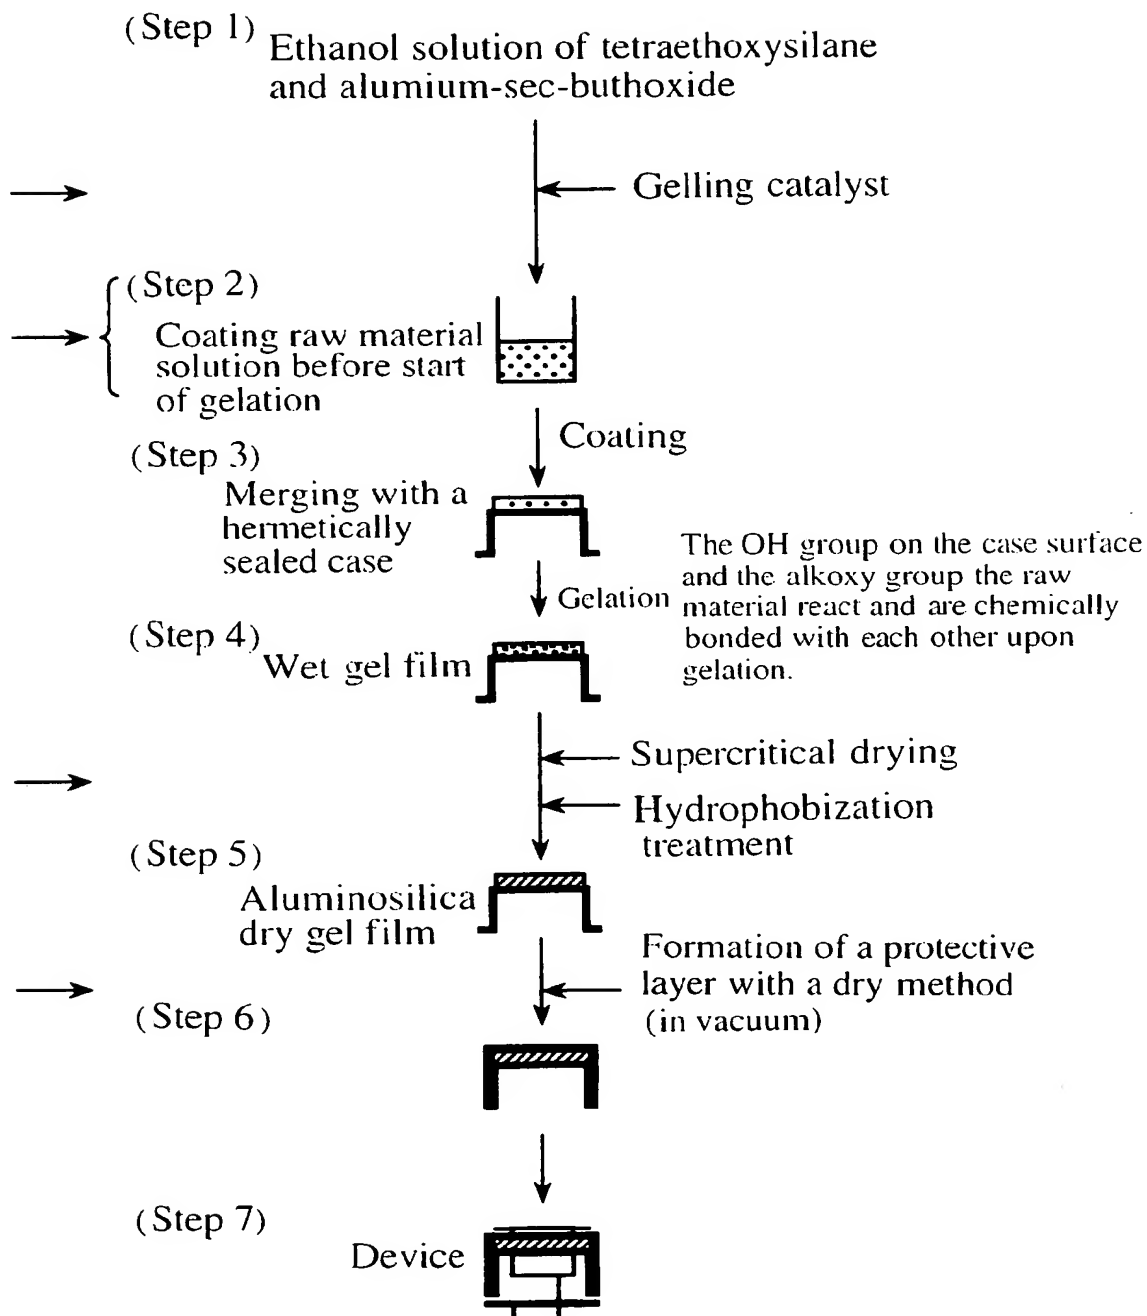 (Step 1)
Ethanol solution of tetraethoxysilane
and alumium-sec-buthoxide
Gelling catalyst
(Step 2)
Coating raw material
solution before start
of gelation
Coating
(Step 3)
Merging with a
hermetically
sealed case
Gelation
The OH group on the case surface
and the alkoxy group the raw
material react and are chemically
bonded with each other upon
gelation.
(Step 4)
Wet gel film
Supercritical drying
Hydrophobization
treatment
(Step 5)
Aluminosilica
dry gel film
Formation of a protective
layer with a dry method
(in vacuum)
(Step 6)
(Step 7)
Device